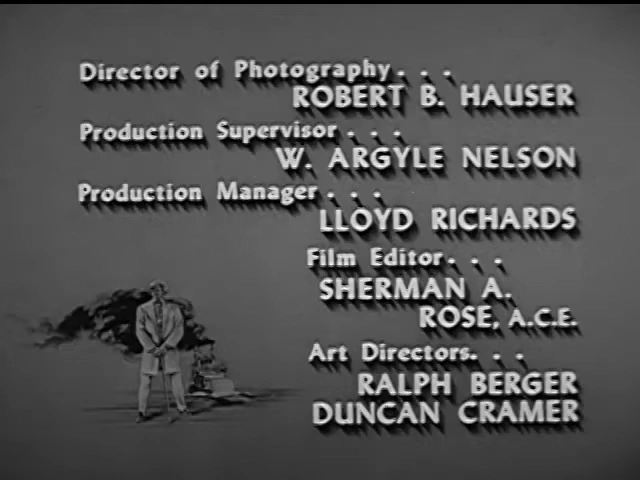 Director of Photography. . .
ROBERT B. HAUSER
Production Supervisor. . .
W. ARGYLE NELSON
Production Manager. . .
LLOYD RICHARDS
Film Editor. . .
SHERMAN A.
ROSE, A.C.E.
Art Directors. . .
RALPH BERGER
DUNCAN CRAMER